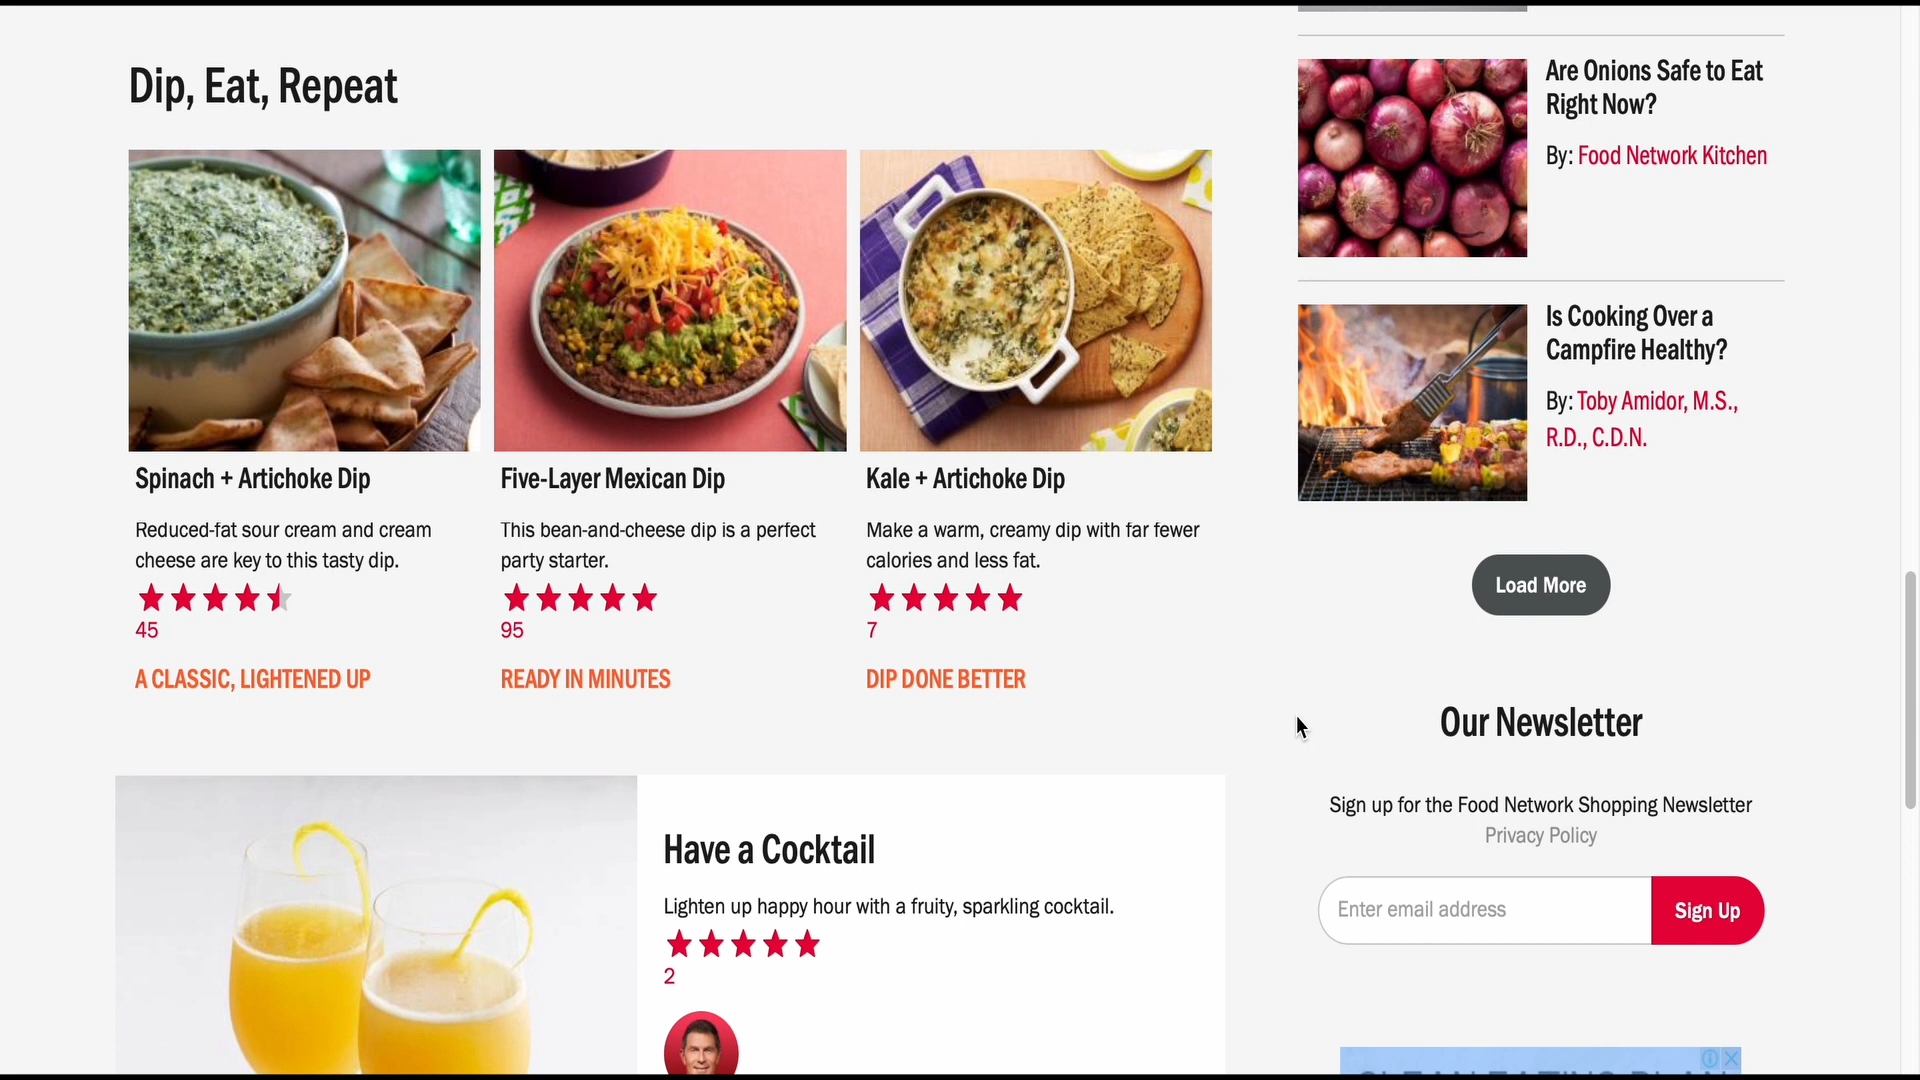 Dip, Eat, Repeat
Spinach + Artichoke Dip
Reduced-fat sour cream and cream
cheese are key to this tasty dip.
45
A CLASSIC, LIGHTENED UP
Five-Layer Mexican Dip
This bean-and-cheese dip is a perfect
party starter.
95
READY IN MINUTES
Kale + Artichoke Dip
Make a warm, creamy dip with far fewer
calories and less fat.
7
DIP DONE BETTER
Have a Cocktail
Lighten up happy hour with a fruity, sparkling cocktail.
2
Are Onions Safe to Eat
Right Now?
By: Food Network Kitchen
Is Cooking Over a
Campfire Healthy?
By: Toby Amidor, M.S.,
R.D., C.D.N.
Load More
Our Newsletter
Sign up for the Food Network Shopping Newsletter
Privacy Policy
Enter email address
Sign Up